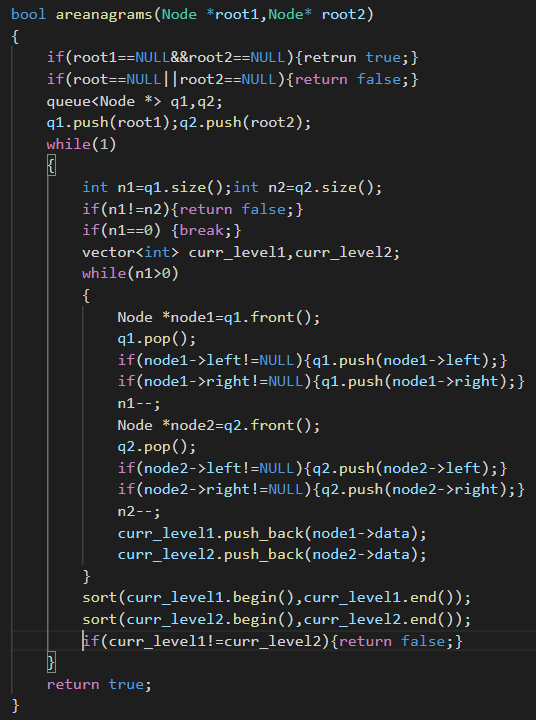 bool areanagrams(Node *root1,Node* root2)
{
    if(root1==NULL&&root2==NULL){retrun true;}
    if(root==NULL||root2==NULL){return false;}
    queue<Node *> q1,q2;
    q1.push(root1);q2.push(root2);
    while(1)
    {
        int n1=q1.size();int n2=q2.size();
        if(n1!=n2){return false;}
        if(n1==0) {break;}
        vector<int> curr_level1,curr_level2;
        while(n1>0)
        {
            Node *node1=q1.front();
            q1.pop();
            if(node1->left!=NULL){q1.push(node1->left);}
            if(node1->right!=NULL){q1.push(node1->right);}
            n1--;
            Node *node2=q2.front();
            q2.pop();
            if(node2->left!=NULL){q2.push(node2->left);}
            if(node2->right!=NULL){q2.push(node2->right);}
            n2--;
            curr_level1.push_back(node1->data);
            curr_level2.push_back(node2->data);
        }
        sort(curr_level1.begin(),curr_level1.end());
        sort(curr_level2.begin(),curr_level2.end());
        if(curr_level1!=curr_level2){return false;}
    }
    return true;
}